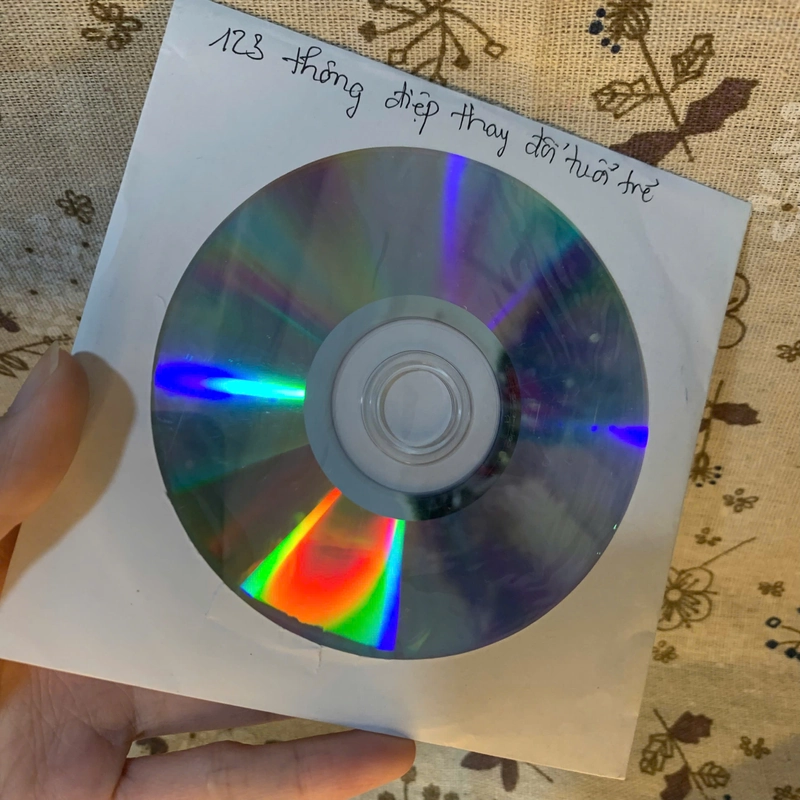 123 thông điệp thay đổi tuổi trẻ